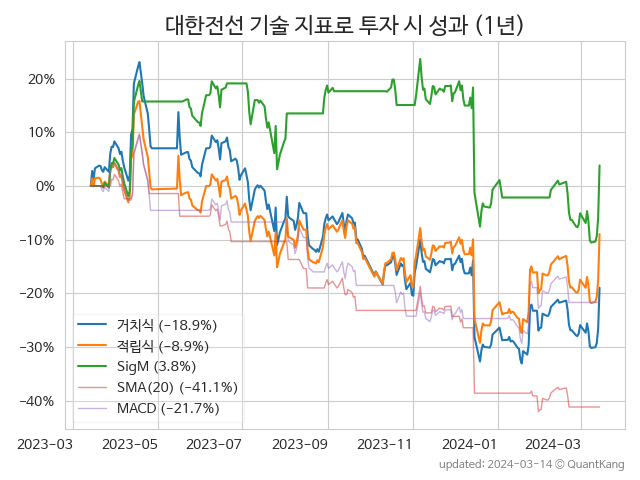 대한전선 기술 지표로 투자 시 성과 (1년)
20%
10%
0%
−10%
−20%
−30%
−40%
거치식 (−18.9%)
적립식 (−8.9%)
SigM (3.8%)
SMA(20) (−41.1%)
MACD (−21.7%)
2023-03 2023-05 2023-07 2023-09 2023-11 2024-01 2024-03
updated: 2024-03-14 © QuantKang